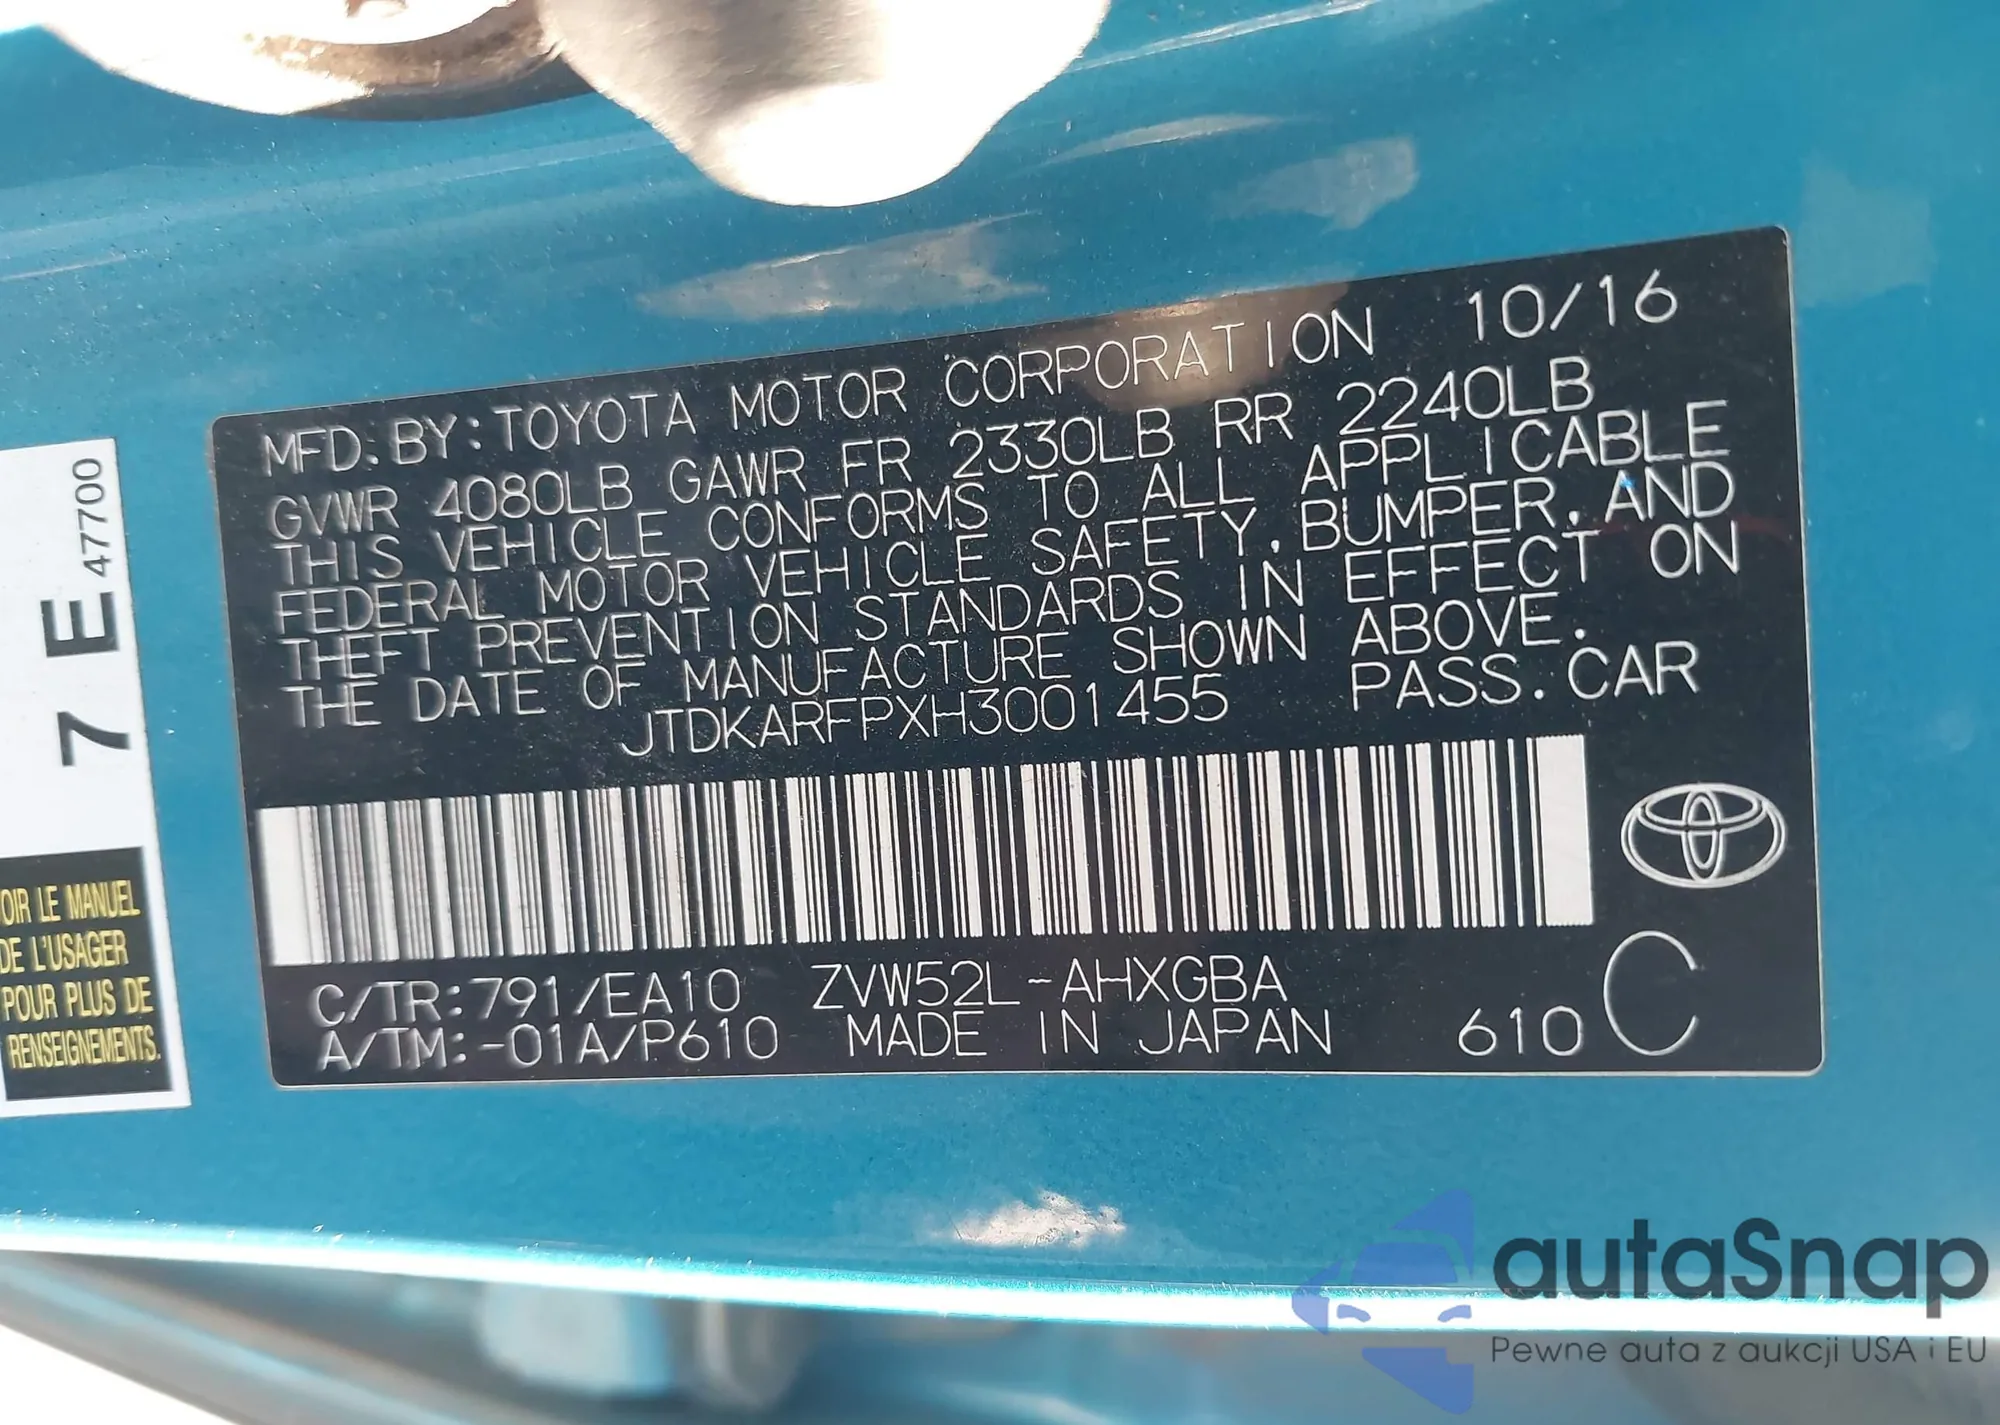 MFD. BY: TOYOTA MOTOR CORPORATION 10/16
GVWR 4080LB GAWR FR 2330LB RR 2240LB
THIS VEHICLE CONFORMS TO ALL APPLICABLE
FEDERAL MOTOR VEHICLE SAFETY, BUMPER, AND
THEFT PREVENTION STANDARDS IN EFFECT ON
THE DATE OF MANUFACTURE SHOWN ABOVE.
JTDKARFPXH3001455 PASS. CAR
C/TR: 791/EA10 ZVW52L-AHXGBA
A/TM: -01A/P610 MADE IN JAPAN 610 C
7 E 47700
OIR LE MANUEL
DE L'USAGER
POUR PLUS DE
RENSEIGNEMENTS.
autaSnap
Pewne auta z aukcji USA i EU